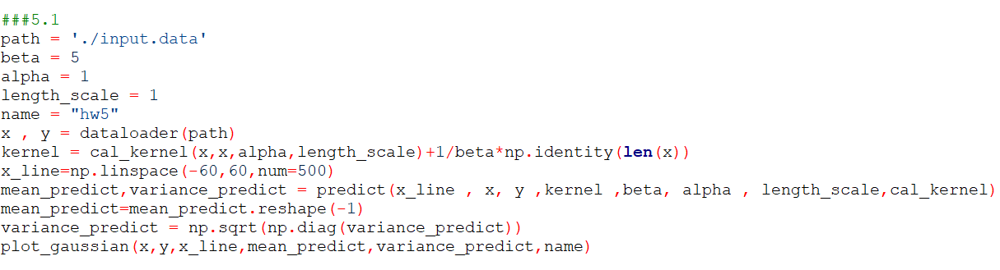 ###5.1
path = './input.data'
beta = 5
alpha = 1
length_scale = 1
name = "hw5"
x , y = dataloader(path)
kernel = cal_kernel(x,x,alpha,length_scale)+1/beta*np.identity(len(x))
x_line=np.linspace(-60,60,num=500)
mean_predict,variance_predict = predict(x_line , x, y ,kernel ,beta, alpha , length_scale,cal_kernel)
mean_predict=mean_predict.reshape(-1)
variance_predict = np.sqrt(np.diag(variance_predict))
plot_gaussian(x,y,x_line,mean_predict,variance_predict,name)